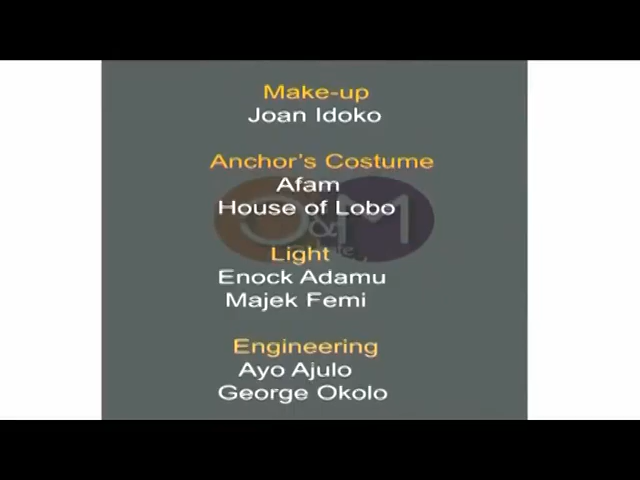 Make-up
Joan Idoko
Anchor's Costume
Afam
House of Lobo
O&M
Light
Enock Adamu
Majek Femi
Engineering
Ayo Ajulo
George Okolo